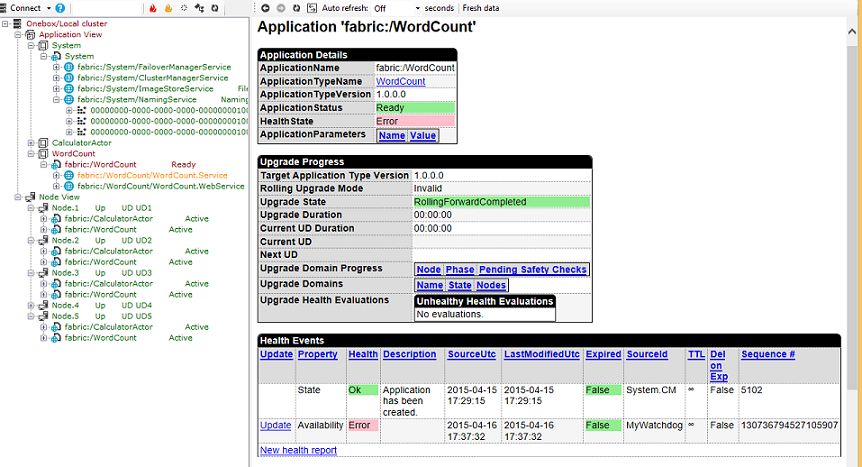 Connect
Auto refresh: Off seconds Fresh data
Onebox/Local cluster
Application View
System
System
fabric:/System/FailoverManagerService
fabric:/System/ClusterManagerService
fabric:/System/ImageStoreService File
fabric:/System/NamingService Naming
00000000-0000-0000-0000-0000000010
00000000-0000-0000-0000-0000000010
00000000-0000-0000-0000-0000000010
CalculatorActor
WordCount
fabric:/WordCount Ready
fabric:/WordCount/WordCount.Service
fabric:/WordCount/WordCount.WebService
Node View
Node.1 Up UD UD1
fabric:/CalculatorActor Active
fabric:/WordCount Active
Node.2 Up UD UD2
fabric:/CalculatorActor Active
fabric:/WordCount Active
Node.3 Up UD UD3
fabric:/CalculatorActor Active
fabric:/WordCount Active
Node.4 Up UD UD4
Node.5 Up UD UD5
fabric:/CalculatorActor Active
fabric:/WordCount Active
Application 'fabric:/WordCount'
Application Details
ApplicationName fabric:/WordCount
ApplicationTypeName WordCount
ApplicationTypeVersion 1.0.0.0
ApplicationStatus Ready
HealthState Error
ApplicationParameters Name Value
Upgrade Progress
Target Application Type Version 1.0.0.0
Rolling Upgrade Mode Invalid
Upgrade State RollingForwardCompleted
Upgrade Duration 00:00:00
Current UD Duration 00:00:00
Current UD
Next UD
Upgrade Domain Progress Node Phase Pending Safety Checks
Upgrade Domains Name State Nodes
Upgrade Health Evaluations Unhealthy Health Evaluations
No evaluations.
Health Events
Update Property Health Description SourceUtc LastModifiedUtc Expired SourceId TTL Del Sequence #
on
Exp
State Ok Application 2015-04-15 2015-04-15 False System.CM ∞ False 5102
has been 17:29:15 17:29:15
created.
Update Availability Error 2015-04-16 2015-04-16 False MyWatchdog ∞ False 130736794527105907
17:37:32 17:37:32
New health report